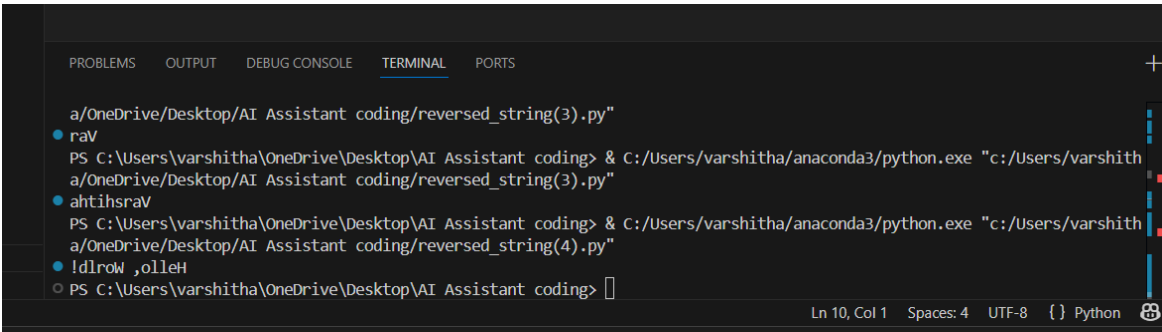 PROBLEMS OUTPUT DEBUG CONSOLE TERMINAL PORTS
a/OneDrive/Desktop/AI Assistant coding/reversed_string(3).py"
raV
PS C:\Users\varshitha\OneDrive\Desktop\AI Assistant coding> & C:/Users/varshitha/anaconda3/python.exe "c:/Users/varshith
a/OneDrive/Desktop/AI Assistant coding/reversed_string(3).py"
ahtihsraV
PS C:\Users\varshitha\OneDrive\Desktop\AI Assistant coding> & C:/Users/varshitha/anaconda3/python.exe "c:/Users/varshith
a/OneDrive/Desktop/AI Assistant coding/reversed_string(4).py"
!dlroW ,olleH
PS C:\Users\varshitha\OneDrive\Desktop\AI Assistant coding>
Ln 10, Col 1 Spaces: 4 UTF-8 {} Python